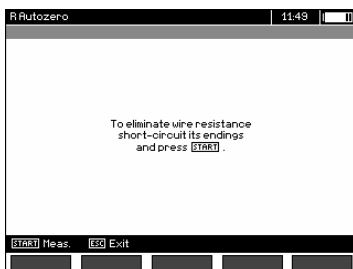 R Autozero 11:49
To eliminate wire resistance
short-circuit its endings
and press START .
START Meas. ESC Exit